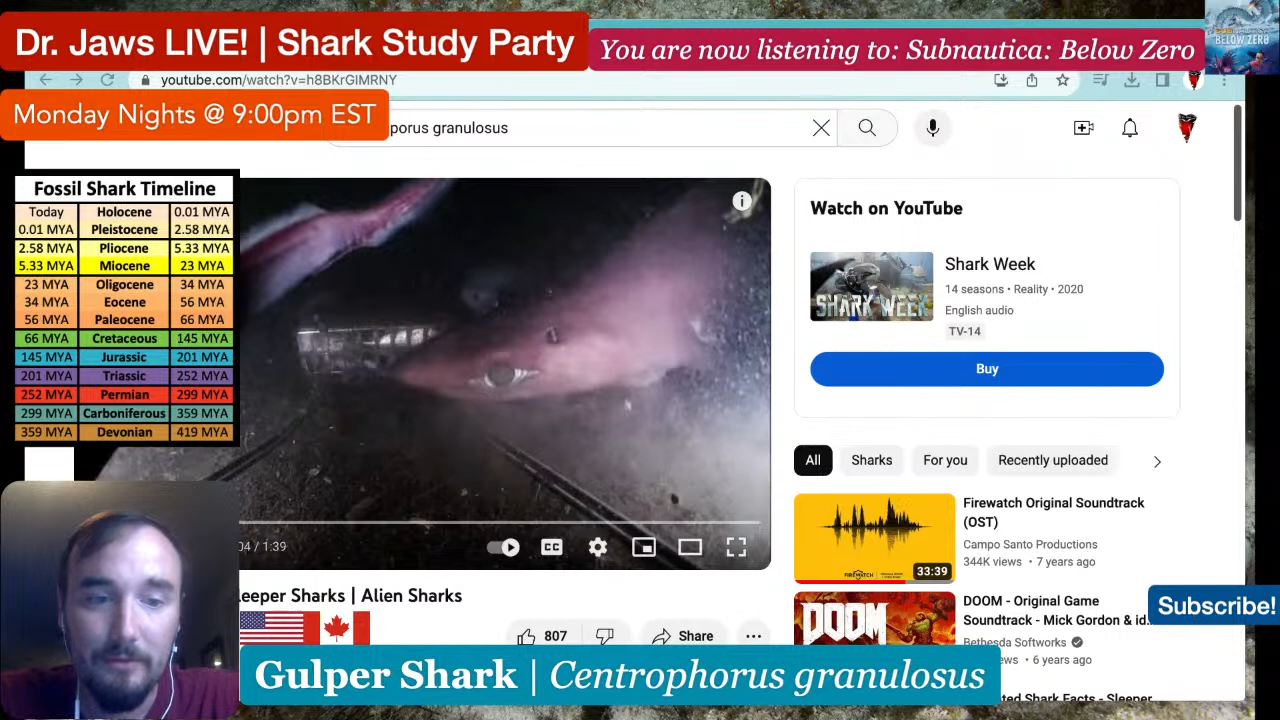 Dr. Jaws LIVE! | Shark Study Party
You are now listening to: Subnautica: Below Zero
BELOW ZERO
youtube.com/watch?v=h8BKrGIMRNY
Monday Nights @ 9:00pm EST
porus granulosus
Fossil Shark Timeline
Today Holocene 0.01 MYA
0.01 MYA Pleistocene 2.58 MYA
2.58 MYA Pliocene 5.33 MYA
5.33 MYA Miocene 23 MYA
23 MYA Oligocene 34 MYA
34 MYA Eocene 56 MYA
56 MYA Paleocene 66 MYA
66 MYA Cretaceous 145 MYA
145 MYA Jurassic 201 MYA
201 MYA Triassic 252 MYA
252 MYA Permian 299 MYA
299 MYA Carboniferous 359 MYA
359 MYA Devonian 419 MYA
Watch on YouTube
SHARK WEEK
Shark Week
14 seasons • Reality • 2020
English audio
TV-14
Buy
All Sharks For you Recently uploaded
04 / 1:39
CC
Firewatch Original Soundtrack
(OST)
Campo Santo Productions
344K views • 7 years ago
FIREWATCH
33:39
eeper Sharks | Alien Sharks
807
Share
DOOM
DOOM - Original Game
Soundtrack - Mick Gordon & id...
Bethesda Softworks
ws • 6 years ago
Subscribe!
Gulper Shark | Centrophorus granulosus
ted Shark Facts - Sleeper